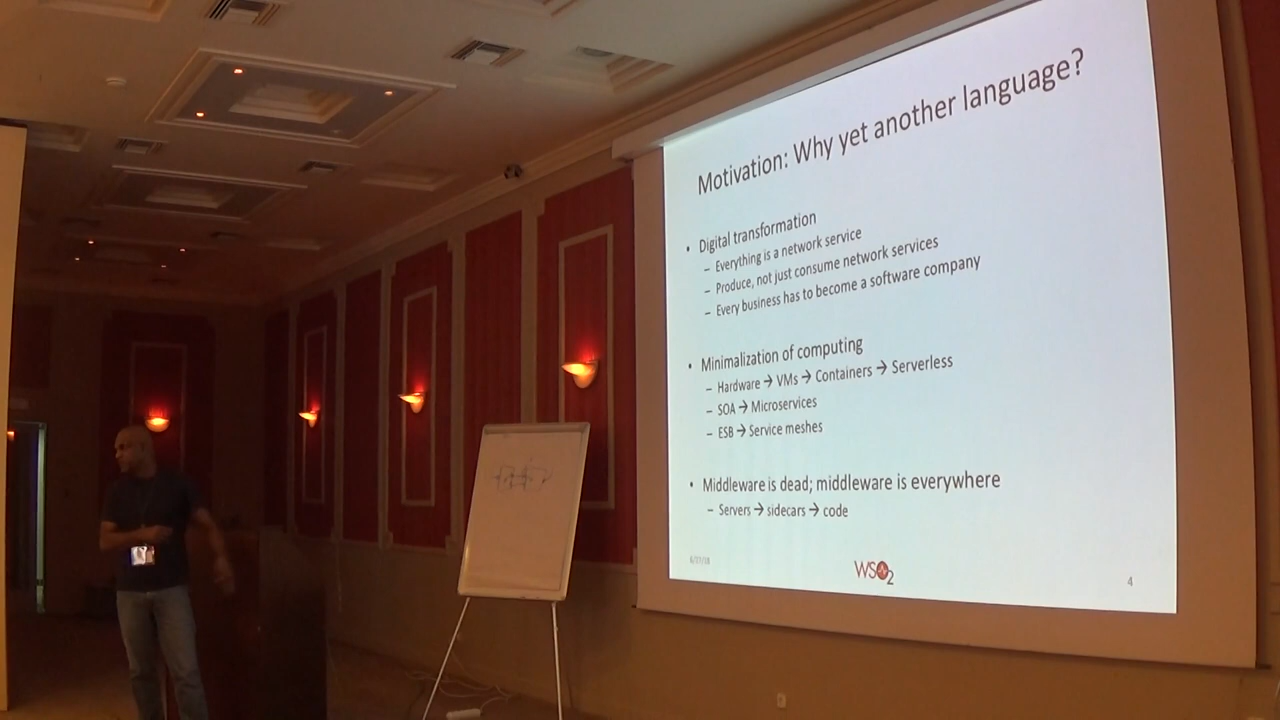 Motivation: Why yet another language?
• Digital transformation
– Everything is a network service
– Produce, not just consume network services
– Every business has to become a software company
• Minimalization of computing
– Hardware → VMs → Containers → Serverless
– SOA → Microservices
– ESB → Service meshes
• Middleware is dead; middleware is everywhere
– Servers → sidecars → code
WSO2
4